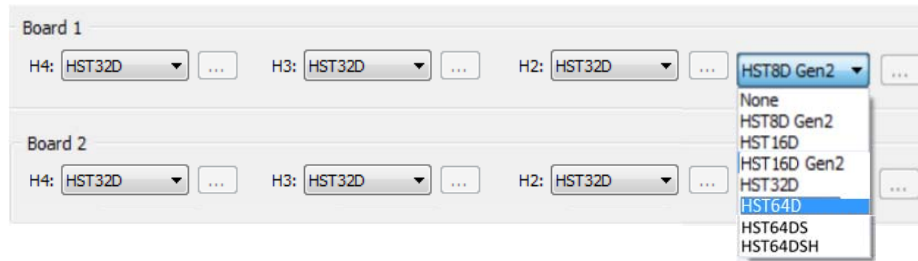 Board 1
H4: HST32D ... H3: HST32D ... H2: HST32D ... HST8D Gen2 ...
None
HST8D Gen2
HST16D
HST16D Gen2
HST32D
HST64D
HST64DS
HST64DSH
Board 2
H4: HST32D ... H3: HST32D ... H2: HST32D ... ...